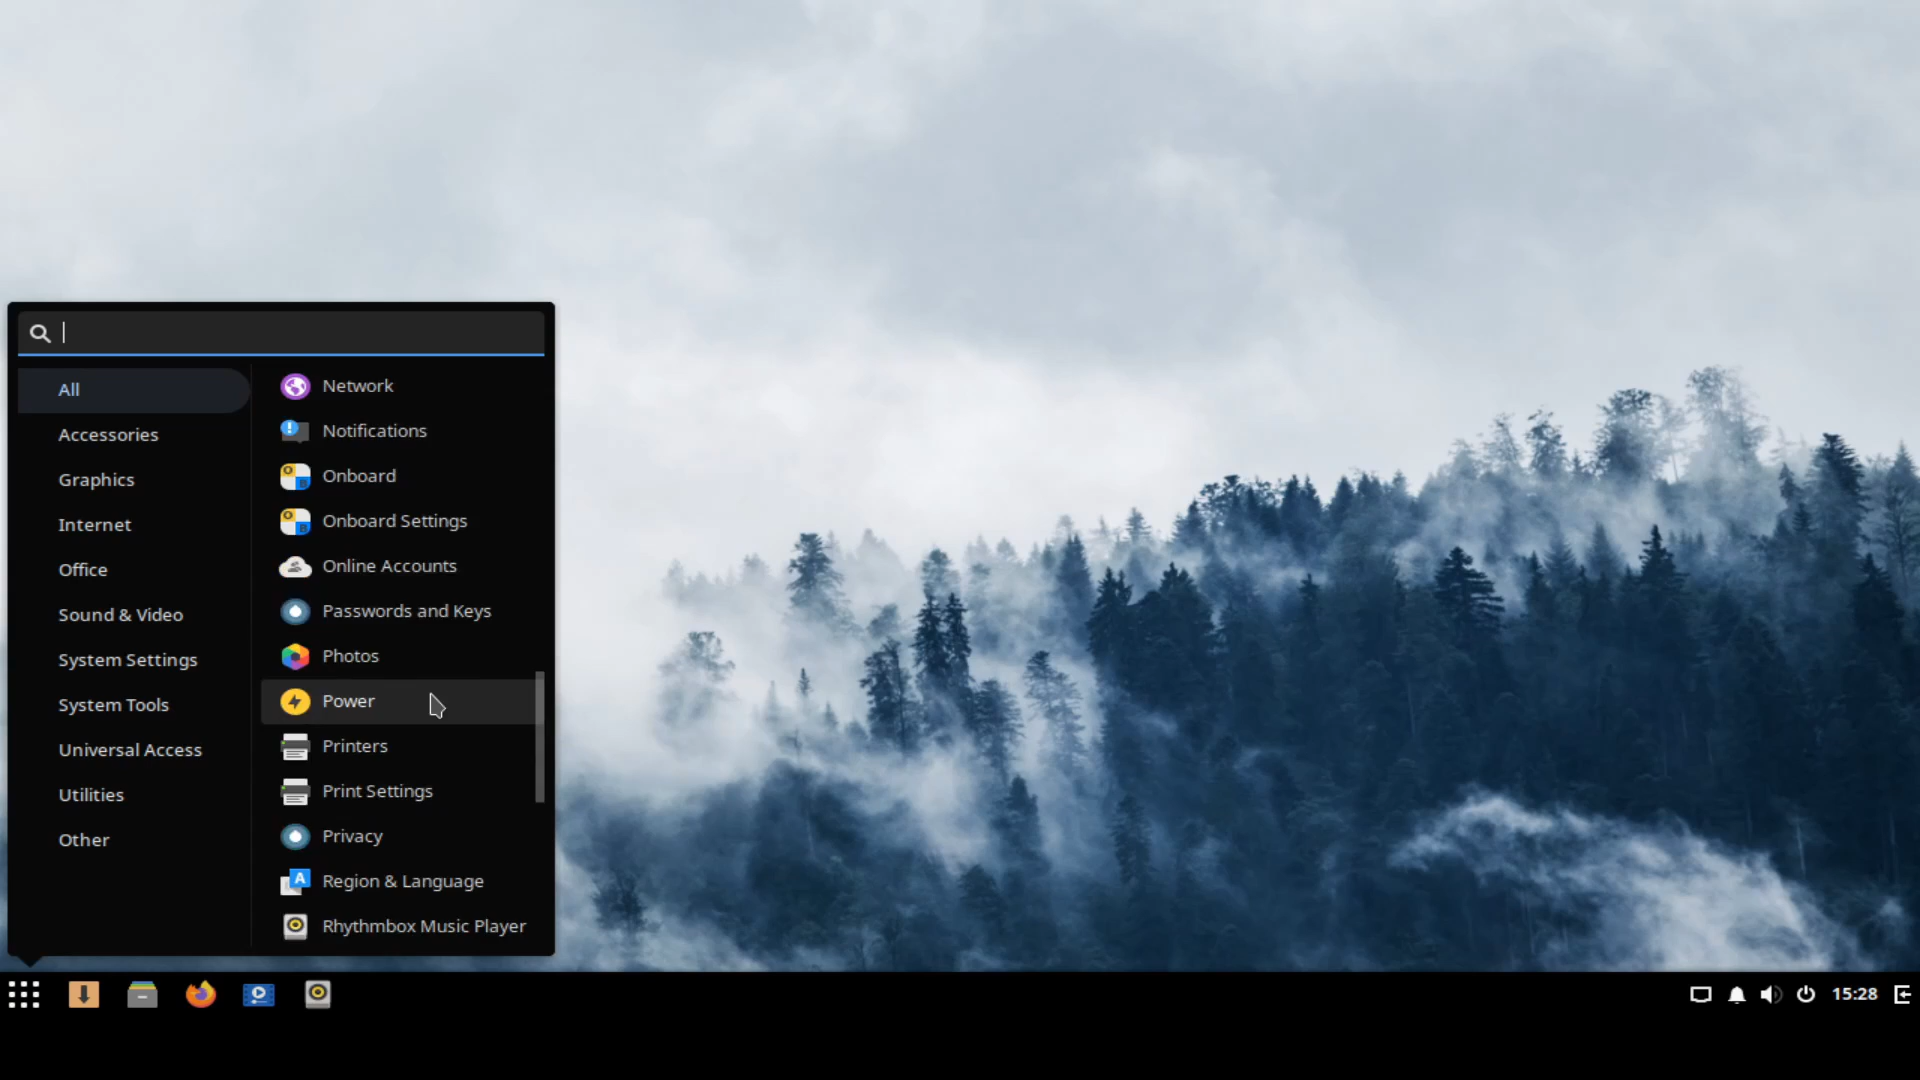 All
Accessories
Graphics
Internet
Office
Sound & Video
System Settings
System Tools
Universal Access
Utilities
Other
Network
Notifications
Onboard
Onboard Settings
Online Accounts
Passwords and Keys
Photos
Power
Printers
Print Settings
Privacy
Region & Language
Rhythmbox Music Player
15:28